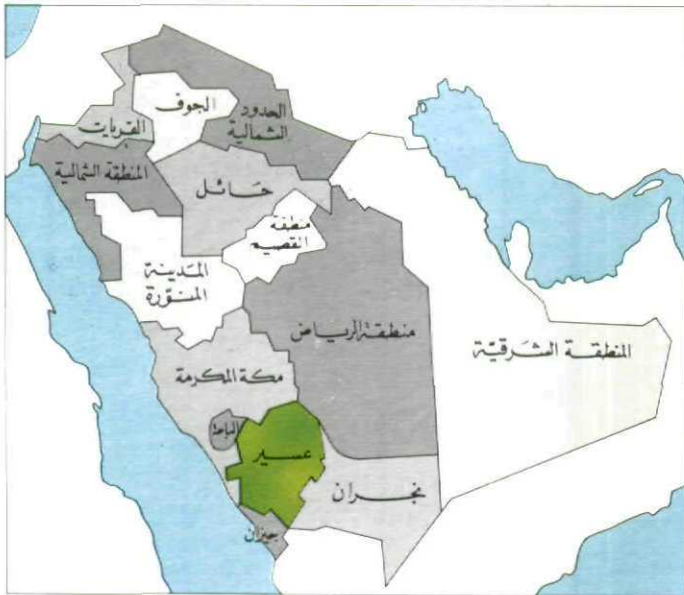 الجوف
الحدود
الشمالية
القريات
المنطقة الشمالية
حائل
منطقة
القصيم
المدينة
المنورة
منطقة الرياض
المنطقة الشرقية
مكة المكرمة
الباحة
عسير
نجران
جيزان